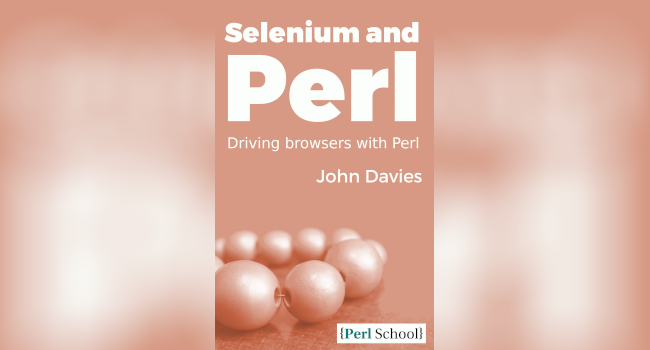 Selenium and
Perl
Driving browsers with Perl
John Davies
{Perl School}